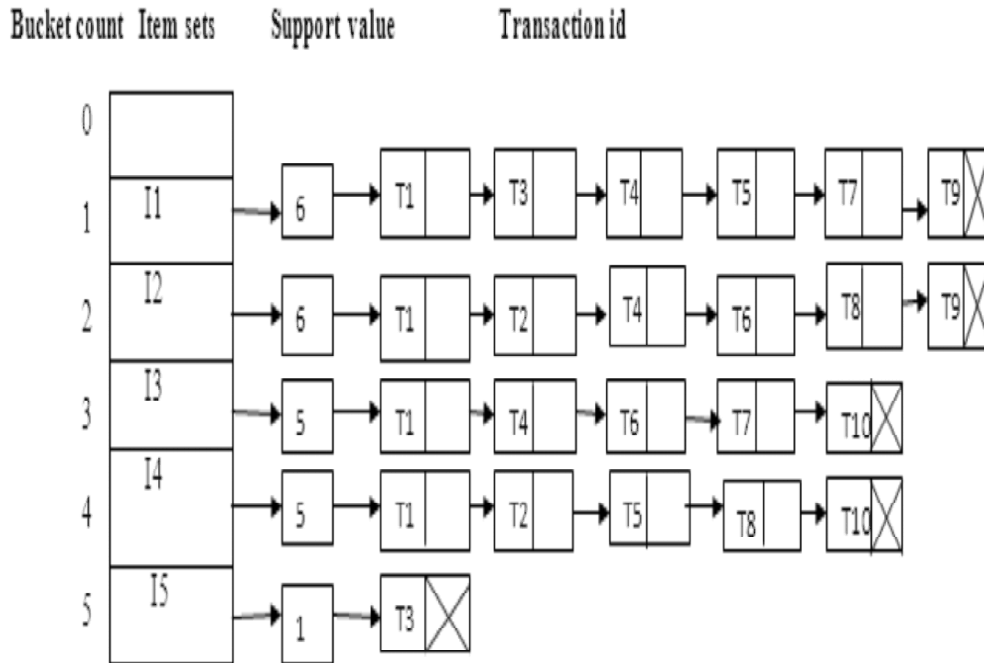 Bucket count Item sets Support value Transaction id
0
1 I1 6 T1 T3 T4 T5 T7 T9
2 I2 6 T1 T2 T4 T6 T8 T9
3 I3 5 T1 T4 T6 T7 T10
4 I4 5 T1 T2 T5 T8 T10
5 I5 1 T3